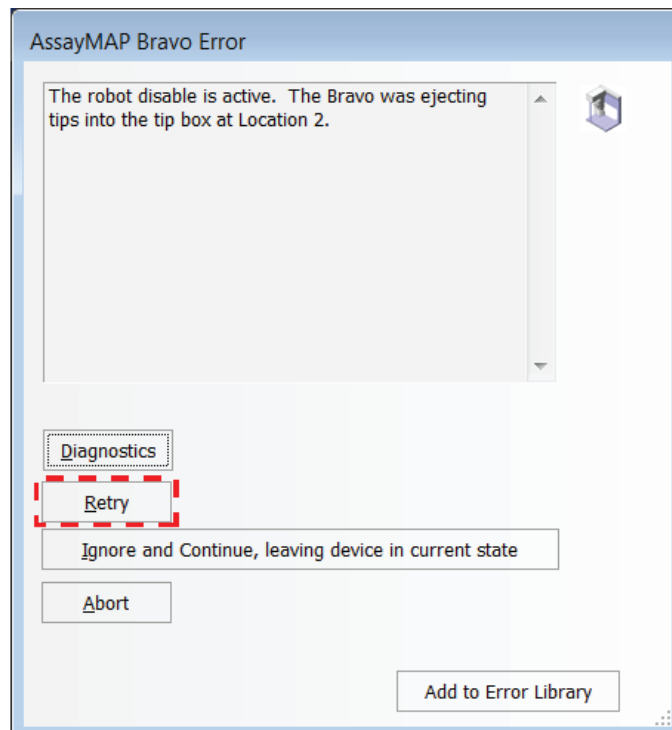 AssayMAP Bravo Error
The robot disable is active.  The Bravo was ejecting
tips into the tip box at Location 2.
Diagnostics
Retry
Ignore and Continue, leaving device in current state
Abort
Add to Error Library